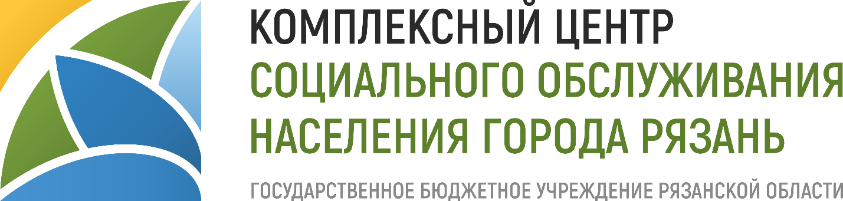 КОМПЛЕКСНЫЙ ЦЕНТР
СОЦИАЛЬНОГО ОБСЛУЖИВАНИЯ
НАСЕЛЕНИЯ ГОРОДА РЯЗАНЬ
ГОСУДАРСТВЕННОЕ БЮДЖЕТНОЕ УЧРЕЖДЕНИЕ РЯЗАНСКОЙ ОБЛАСТИ